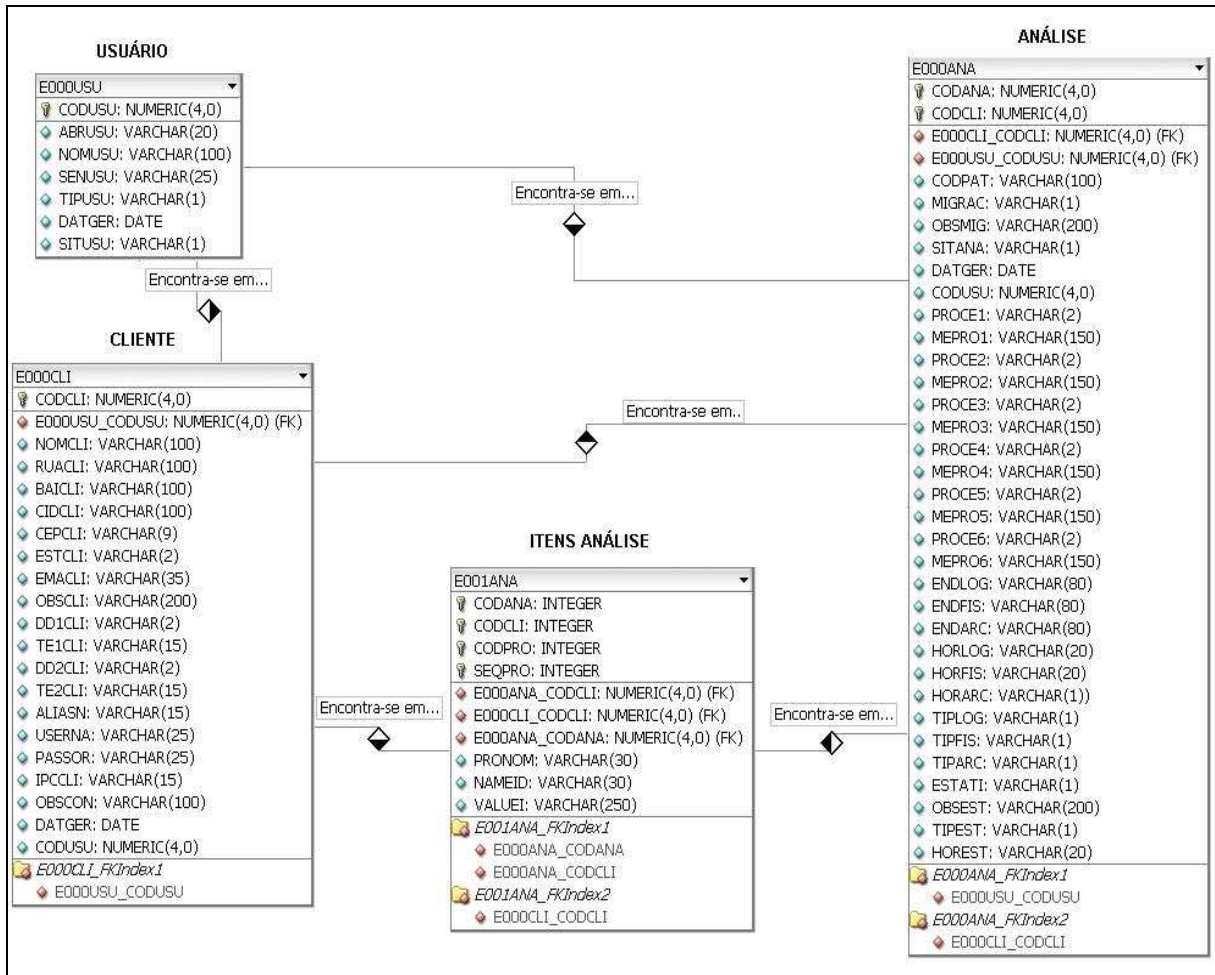 USUÁRIO
E000USU
CODUSU: NUMERIC(4,0)
ABRUSU: VARCHAR(20)
NOMUSU: VARCHAR(100)
SENUSU: VARCHAR(25)
TIPUSU: VARCHAR(1)
DATGER: DATE
SITUSU: VARCHAR(1)
Encontra-se em...
Encontra-se em...
CLIENTE
E000CLI
CODCLI: NUMERIC(4,0)
E000USU_CODUSU: NUMERIC(4,0) (FK)
NOMCLI: VARCHAR(100)
RUACLI: VARCHAR(100)
BAICLI: VARCHAR(100)
CIDCLI: VARCHAR(100)
CEPCLI: VARCHAR(9)
ESTCLI: VARCHAR(2)
EMACLI: VARCHAR(35)
OBSCLI: VARCHAR(200)
DD1CLI: VARCHAR(2)
TE1CLI: VARCHAR(15)
DD2CLI: VARCHAR(2)
TE2CLI: VARCHAR(15)
ALIASN: VARCHAR(15)
USERNA: VARCHAR(25)
PASSOR: VARCHAR(25)
IPCCLI: VARCHAR(15)
OBSCON: VARCHAR(100)
DATGER: DATE
CODUSU: NUMERIC(4,0)
E000CLI_FKIndex1
E000USU_CODUSU
Encontra-se em..
Encontra-se em...
ITENS ANÁLISE
E001ANA
CODANA: INTEGER
CODCLI: INTEGER
CODPRO: INTEGER
SEQPRO: INTEGER
E000ANA_CODCLI: NUMERIC(4,0) (FK)
E000CLI_CODCLI: NUMERIC(4,0) (FK)
E000ANA_CODANA: NUMERIC(4,0) (FK)
PRONOM: VARCHAR(30)
NAMEID: VARCHAR(30)
VALUEI: VARCHAR(250)
E001ANA_FKIndex1
E000ANA_CODANA
E000ANA_CODCLI
E001ANA_FKIndex2
E000CLI_CODCLI
Encontra-se em...
ANÁLISE
E000ANA
CODANA: NUMERIC(4,0)
CODCLI: NUMERIC(4,0)
E000CLI_CODCLI: NUMERIC(4,0) (FK)
E000USU_CODUSU: NUMERIC(4,0) (FK)
CODPAT: VARCHAR(100)
MIGRAC: VARCHAR(1)
OBSMIG: VARCHAR(200)
SITANA: VARCHAR(1)
DATGER: DATE
CODUSU: NUMERIC(4,0)
PROCE1: VARCHAR(2)
MEPRO1: VARCHAR(150)
PROCE2: VARCHAR(2)
MEPRO2: VARCHAR(150)
PROCE3: VARCHAR(2)
MEPRO3: VARCHAR(150)
PROCE4: VARCHAR(2)
MEPRO4: VARCHAR(150)
PROCE5: VARCHAR(2)
MEPRO5: VARCHAR(150)
PROCE6: VARCHAR(2)
MEPRO6: VARCHAR(150)
ENDLOG: VARCHAR(80)
ENDFIS: VARCHAR(80)
ENDARC: VARCHAR(80)
HORLOG: VARCHAR(20)
HORFIS: VARCHAR(20)
HORARC: VARCHAR(1))
TIPLOG: VARCHAR(1)
TIPFIS: VARCHAR(1)
TIPARC: VARCHAR(1)
ESTATI: VARCHAR(1)
OBSEST: VARCHAR(200)
TIPEST: VARCHAR(1)
HOREST: VARCHAR(20)
E000ANA_FKIndex1
E000USU_CODUSU
E000ANA_FKIndex2
E000CLI_CODCLI